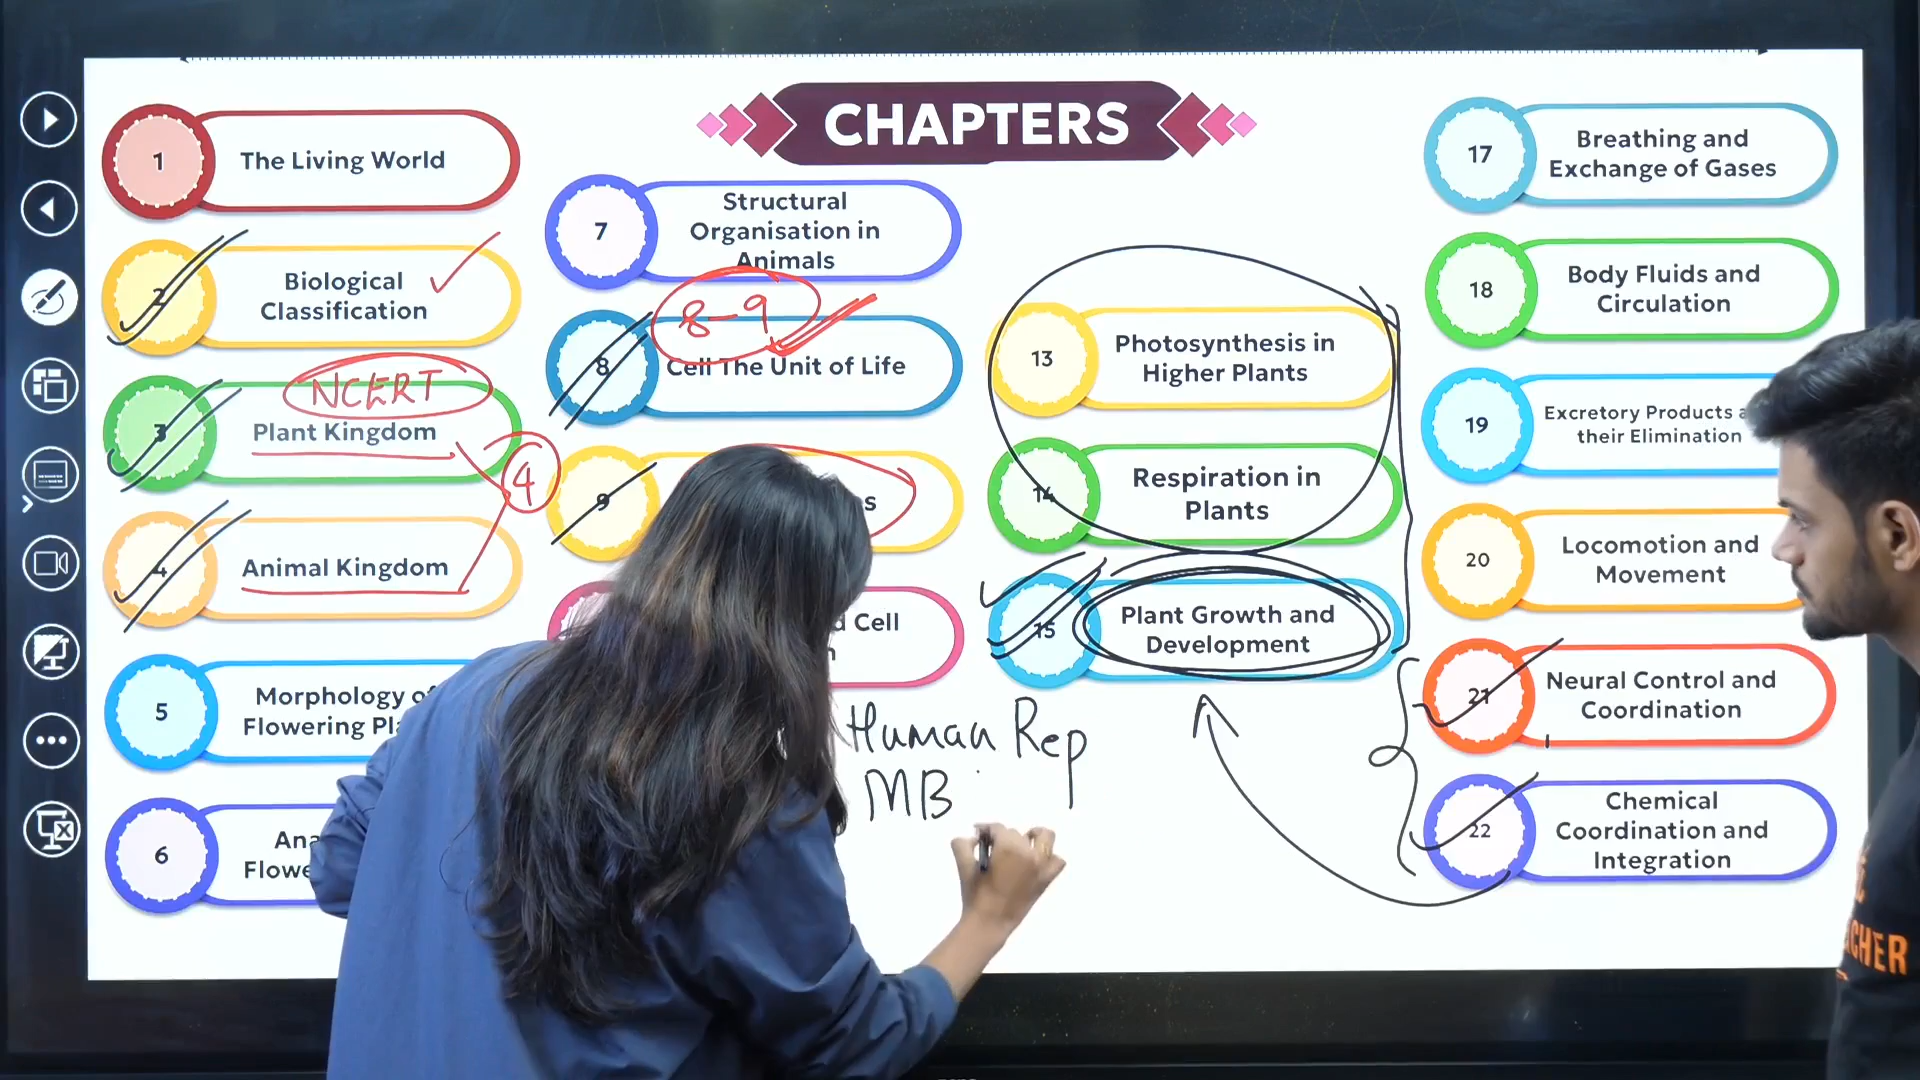 CHAPTERS
1
The Living World
2
Biological
Classification
NCERT
3
Plant Kingdom
4
4
Animal Kingdom
5
Morphology of
Flowering
6
7
Structural
Organisation in
Animals
8-9
8
Cell The Unit of Life
9
Cell
Human Rep
MB
13
Photosynthesis in
Higher Plants
14
Respiration in
Plants
15
Plant Growth and
Development
17
Breathing and
Exchange of Gases
18
Body Fluids and
Circulation
19
Excretory Products
their Elimination
20
Locomotion and
Movement
21
Neural Control and
Coordination
22
Chemical
Coordination and
Integration